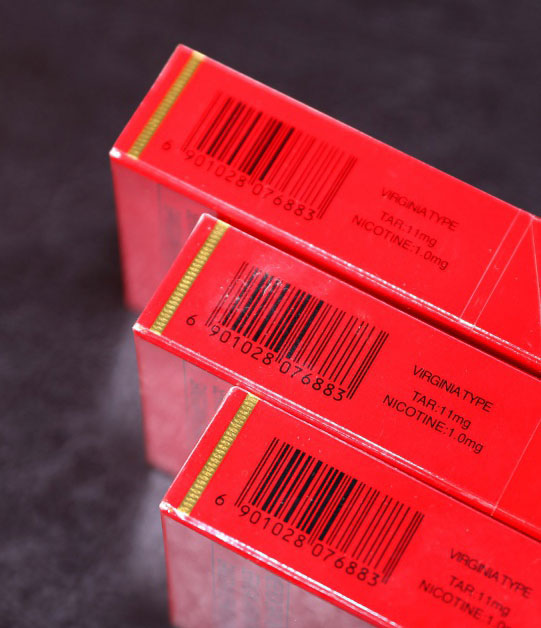 6 901028 076883
VIRGINIA TYPE
TAR:11mg
NICOTINE:1.0mg
6 901028 076883
VIRGINIA TYPE
TAR:11mg
NICOTINE:1.0mg
6 901028 076883
VIRGINIA TYPE
TAR:11mg
NICOTINE:1.0mg